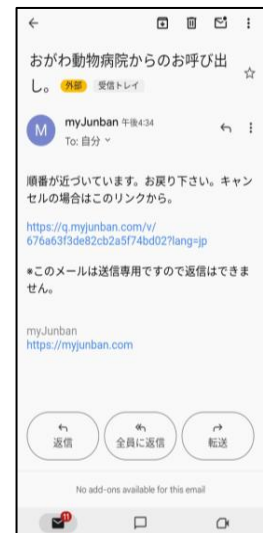 おがわ動物病院からのお呼び出
し。 外部 受信トレイ
M
myJunban 午後4:34
To: 自分
順番が近づいています。お戻り下さい。キャン
セルの場合はこのリンクから。
https://q.myjunban.com/v/
676a63f3de82cb2a5f74bd02?lang=jp
*このメールは送信専用ですので返信はできま
せん。
myJunban
https://myjunban.com
返信
全員に返信
転送
No add-ons available for this email
11